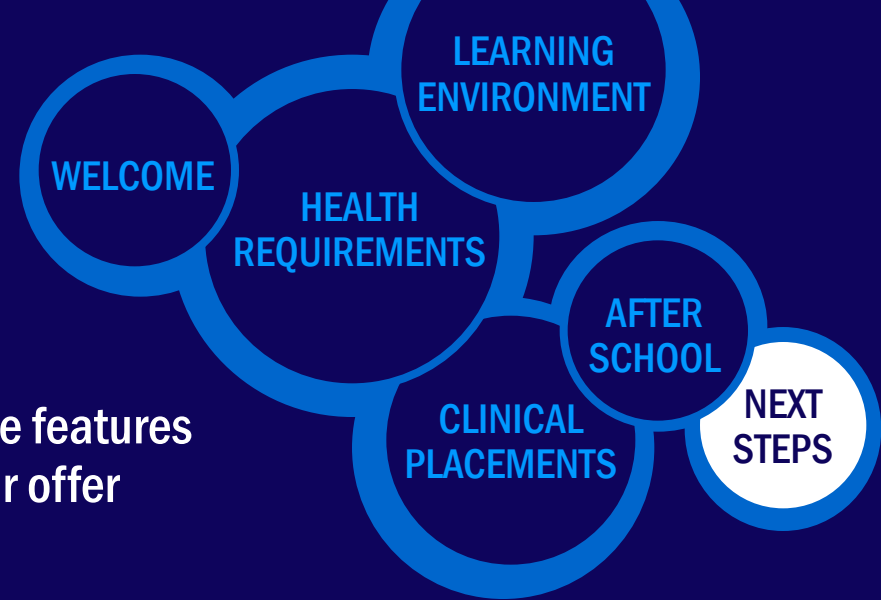 LEARNING
ENVIRONMENT
WELCOME
HEALTH
REQUIREMENTS
AFTER
SCHOOL
NEXT
STEPS
CLINICAL
PLACEMENTS
e features
r offer